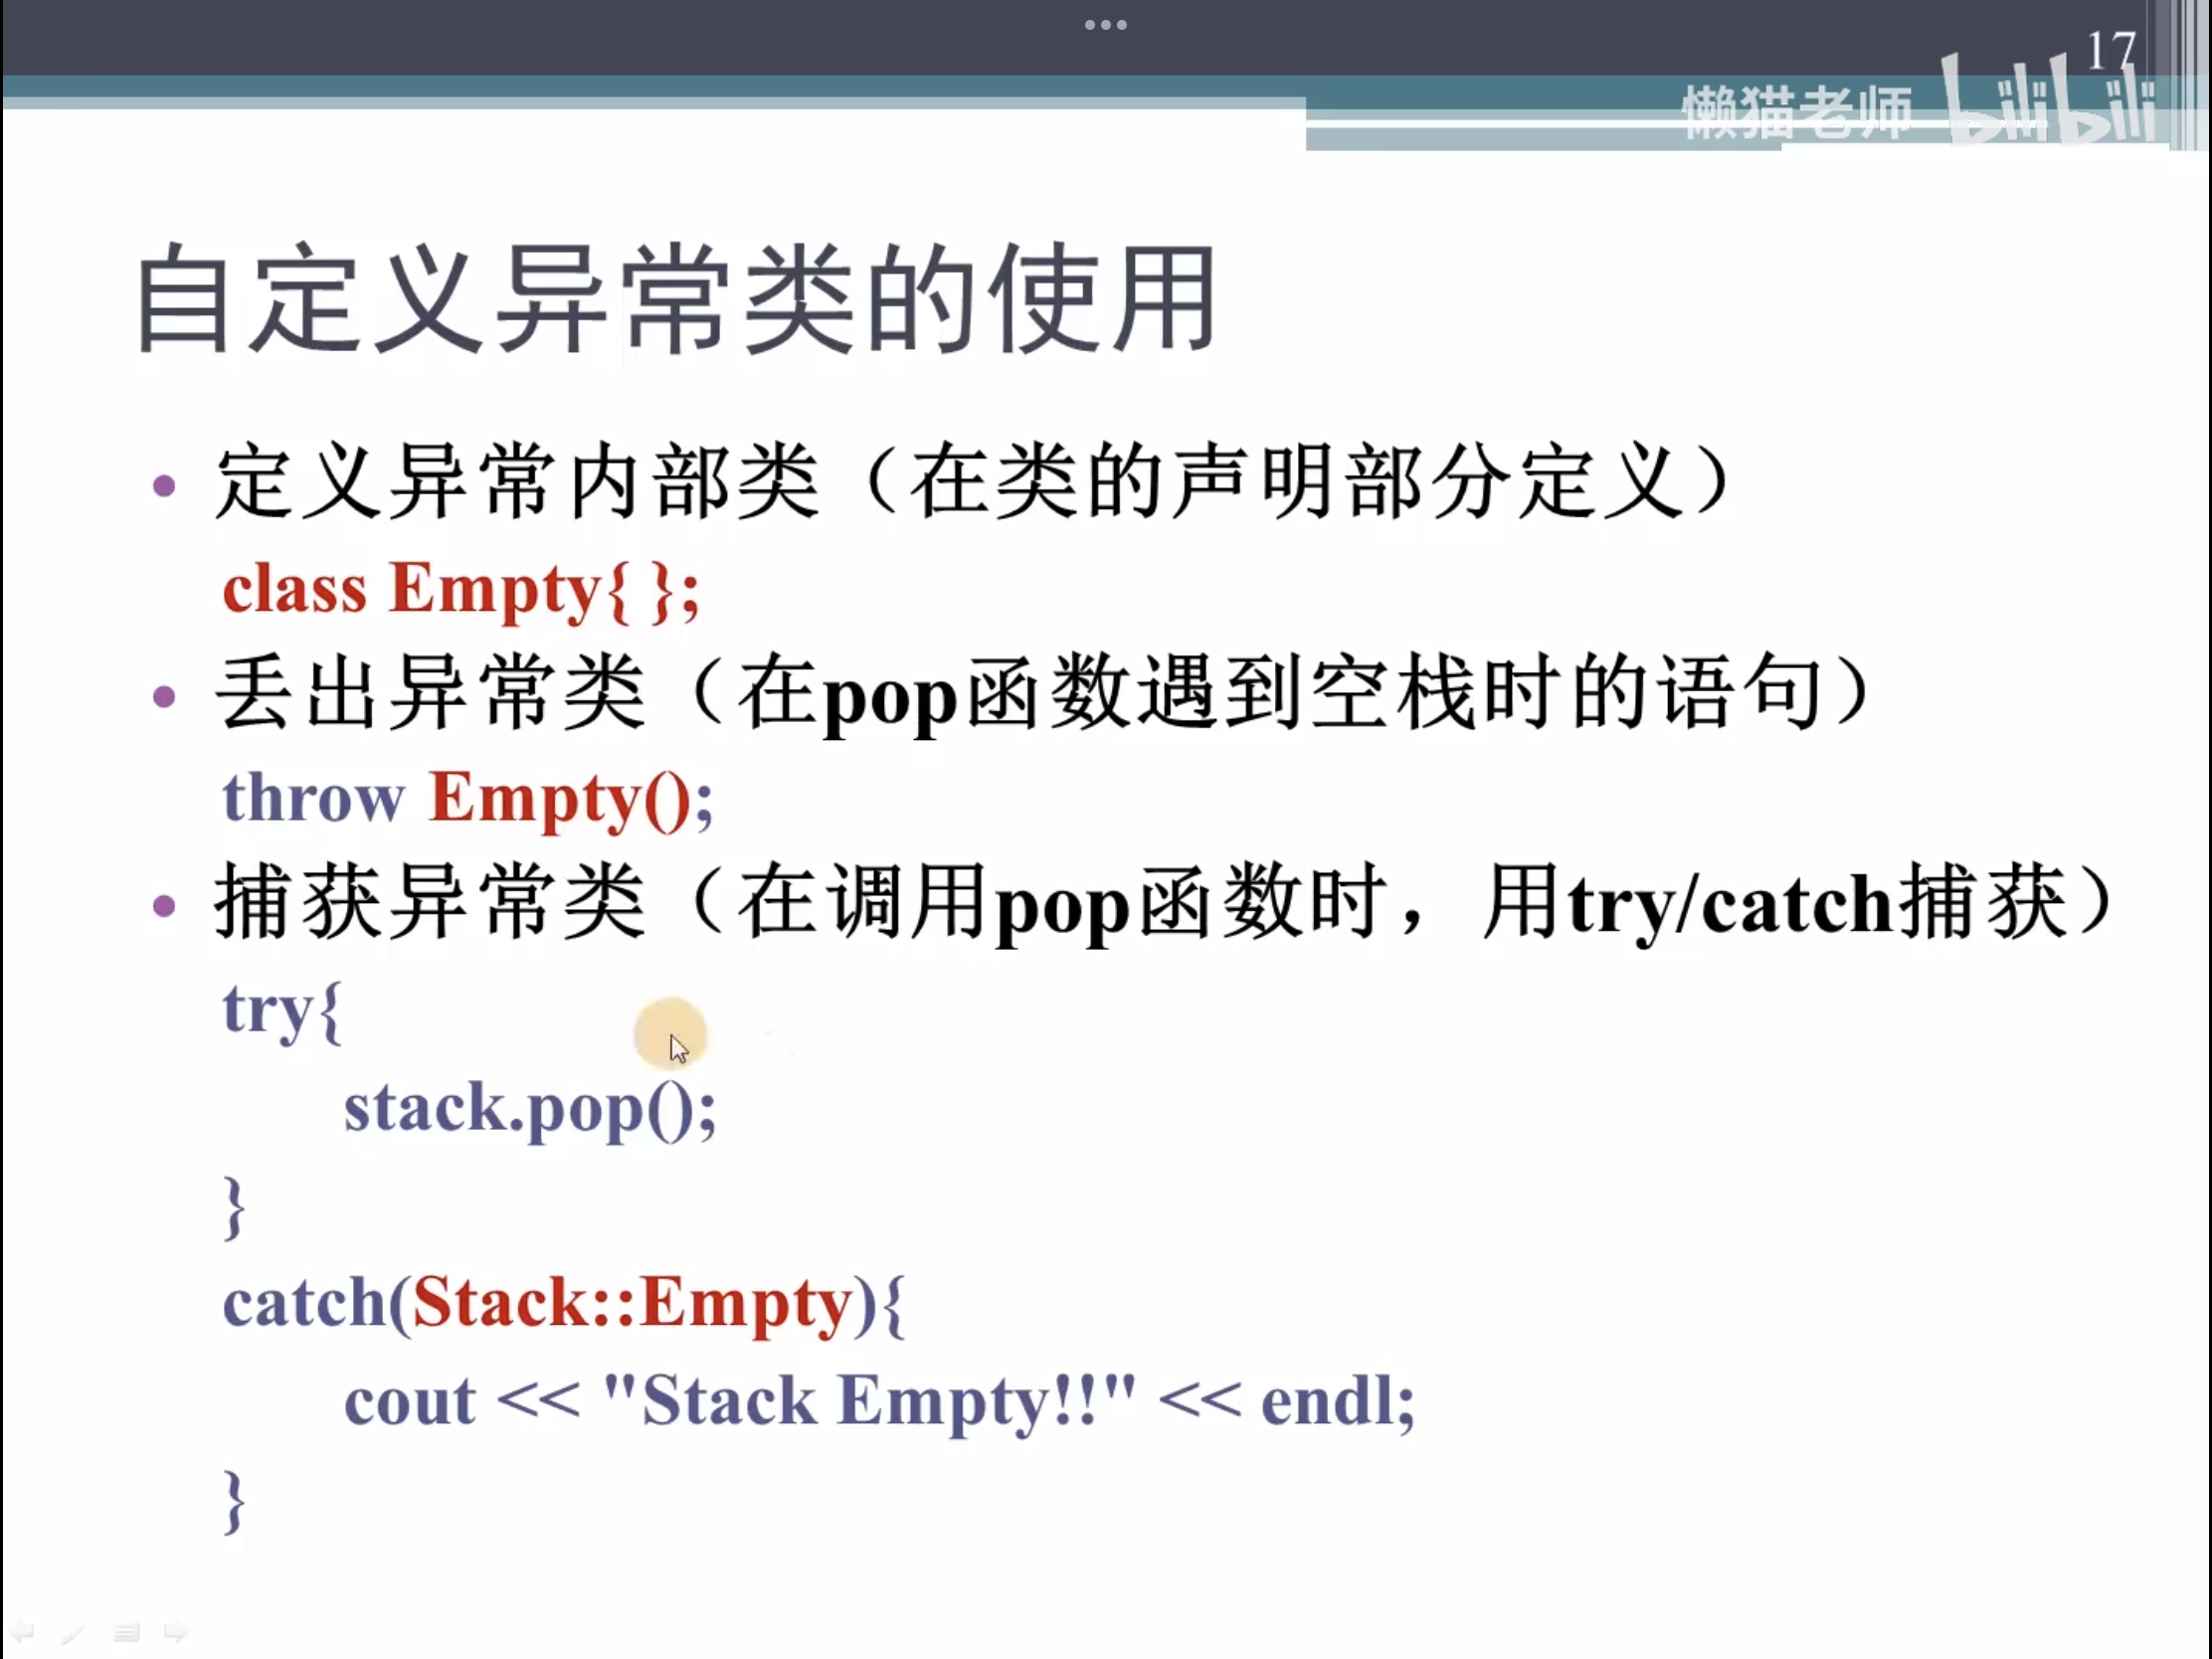 17
懒猫老师 bilibili
自定义异常类的使用
• 定义异常内部类（在类的声明部分定义）
class Empty{ };
• 丢出异常类（在pop函数遇到空栈时的语句）
throw Empty();
• 捕获异常类（在调用pop函数时，用try/catch捕获）
try{
stack.pop();
}
catch(Stack::Empty){
cout << "Stack Empty!!" << endl;
}